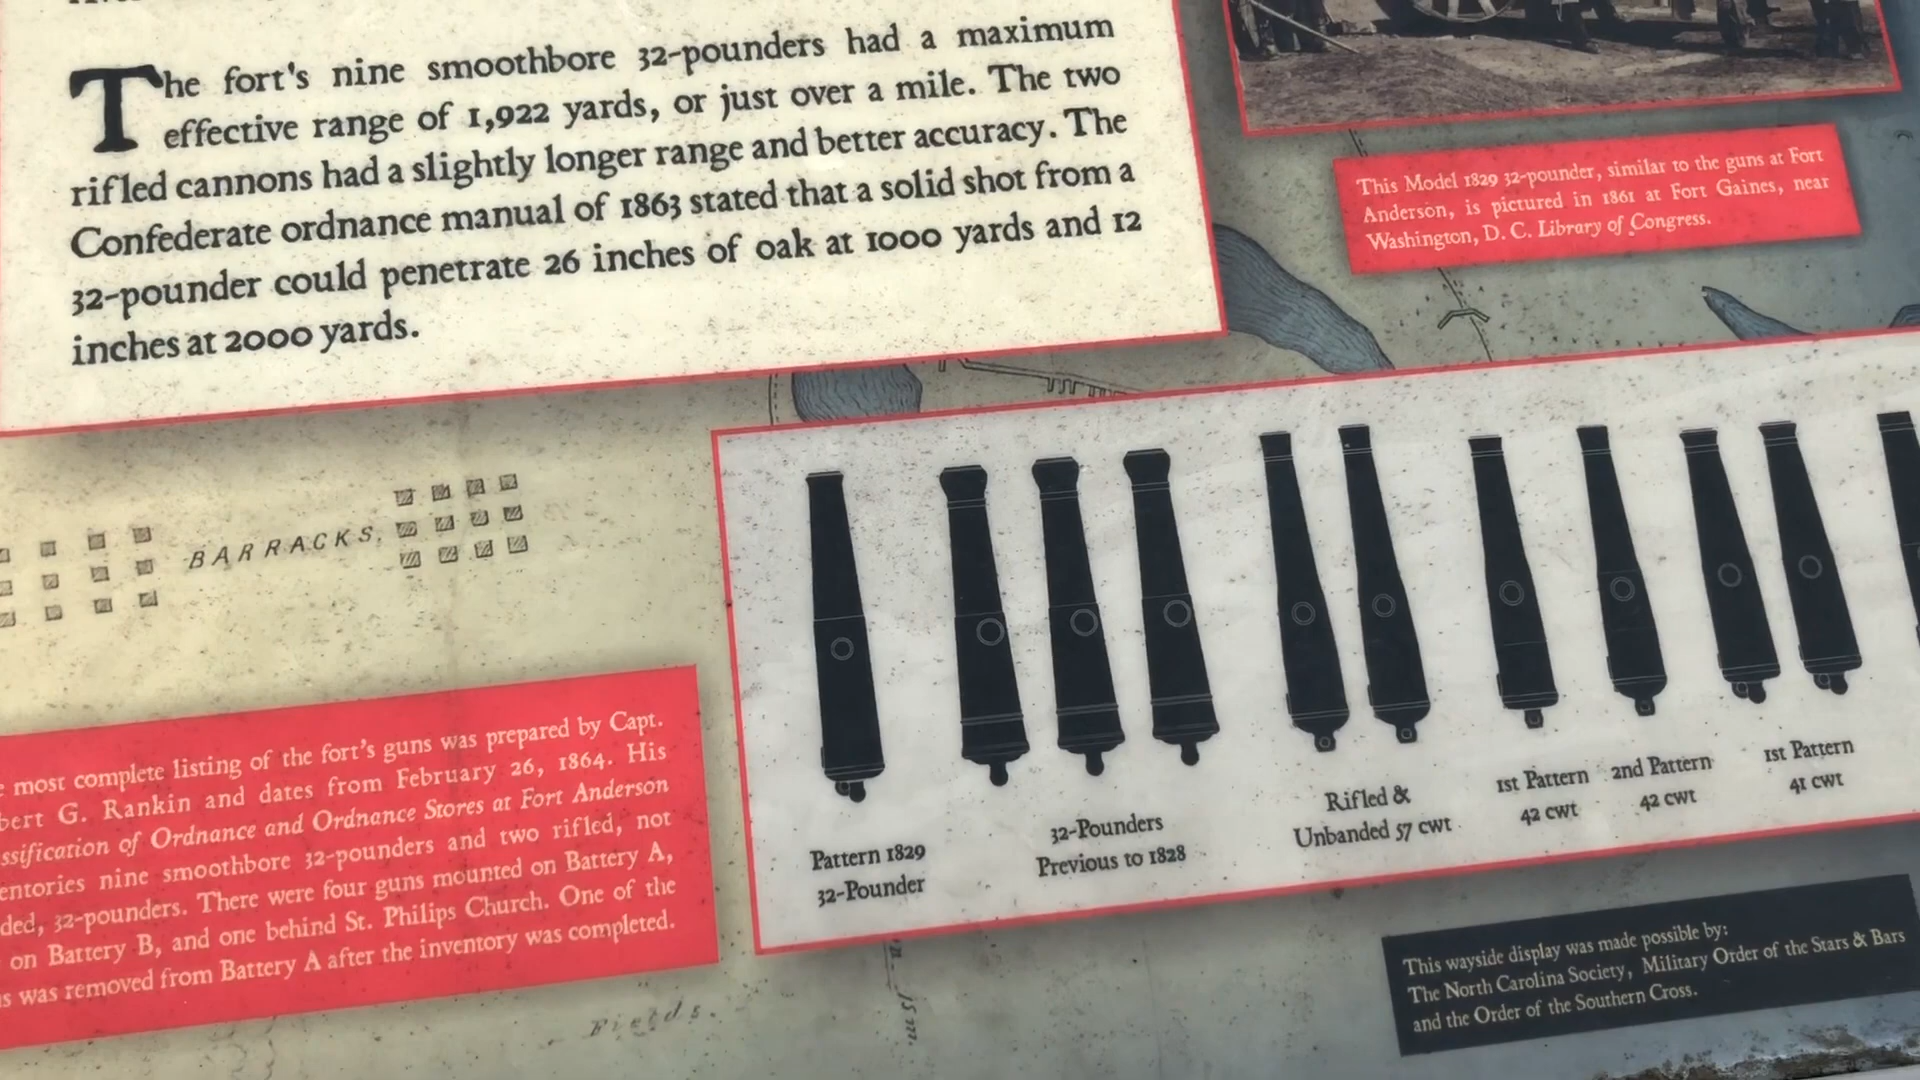 The fort's nine smoothbore 32-pounders had a maximum
effective range of 1,922 yards, or just over a mile. The two
rifled cannons had a slightly longer range and better accuracy. The
Confederate ordnance manual of 1863 stated that a solid shot from a
32-pounder could penetrate 26 inches of oak at 1000 yards and 12
inches at 2000 yards.
This Model 1829 32-pounder, similar to the guns at Fort
Anderson, is pictured in 1861 at Fort Gaines, near
Washington, D. C. Library of Congress.
BARRACKS.
most complete listing of the fort's guns was prepared by Capt.
G. Rankin and dates from February 26, 1864. His
Ordnance and Ordnance Stores at Fort Anderson
nine smoothbore 32-pounders and two rifled, not
32-pounders. There were four guns mounted on Battery A,
on Battery B, and one behind St. Philips Church. One of the
was removed from Battery A after the inventory was completed.
Pattern 1829
32-Pounder
32-Pounders
Previous to 1828
Rifled &
Unbanded 57 cwt
1st Pattern
42 cwt
2nd Pattern
42 cwt
1st Pattern
41 cwt
This wayside display was made possible by:
The North Carolina Society, Military Order of the Stars & Bars
and the Order of the Southern Cross.
Fields.